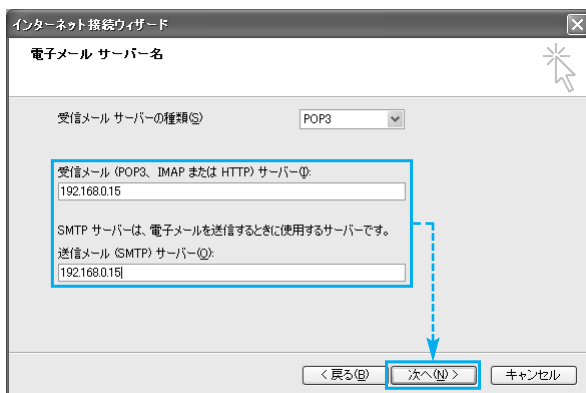 インターネット接続ウィザード
電子メール サーバー名
受信メール サーバーの種類(S)
POP3
受信メール (POP3、IMAP または HTTP) サーバー(I):
192.168.0.15
SMTP サーバーは、電子メールを送信するときに使用するサーバーです。
送信メール (SMTP) サーバー(O):
192.168.0.15
< 戻る(B)
次へ(N) >
キャンセル